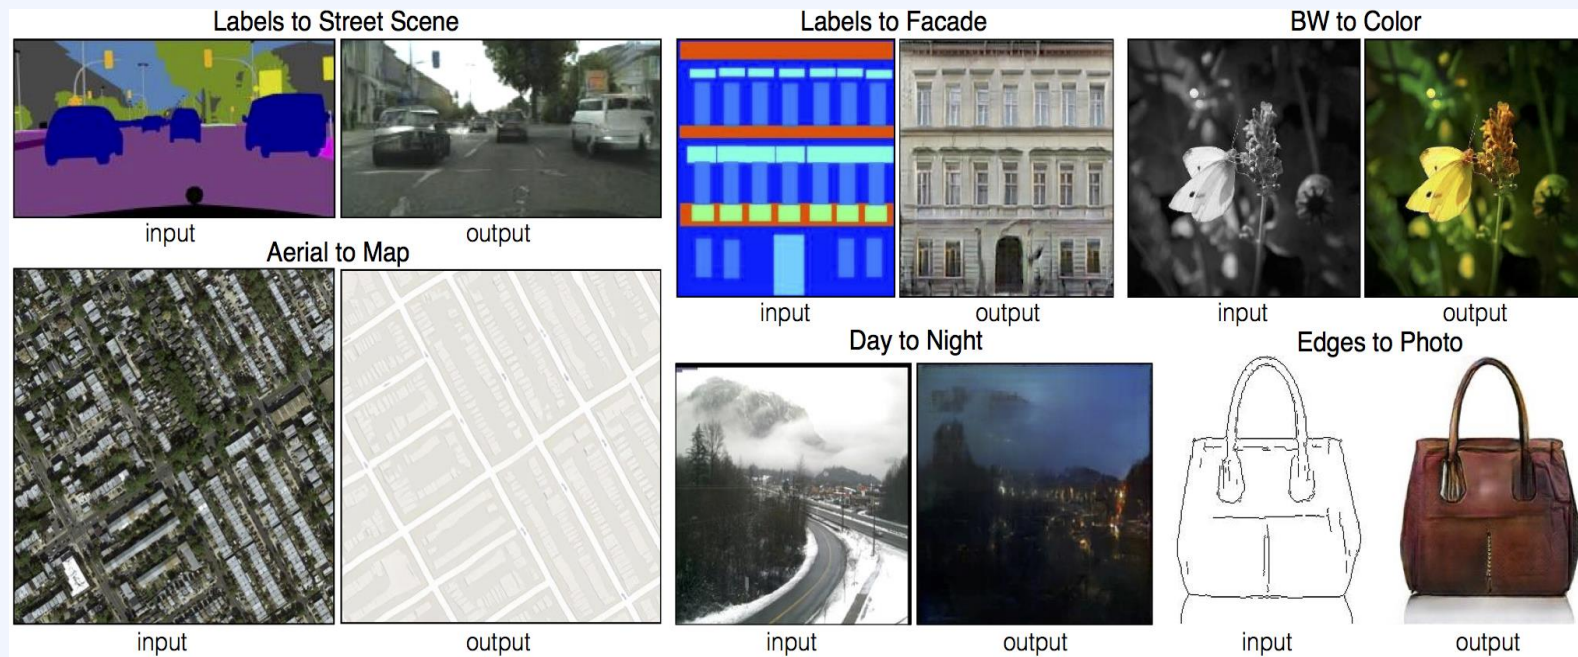 Labels to Street Scene
input
output
Aerial to Map
input
output
Labels to Facade
input
output
BW to Color
input
output
Day to Night
input
output
Edges to Photo
input
output